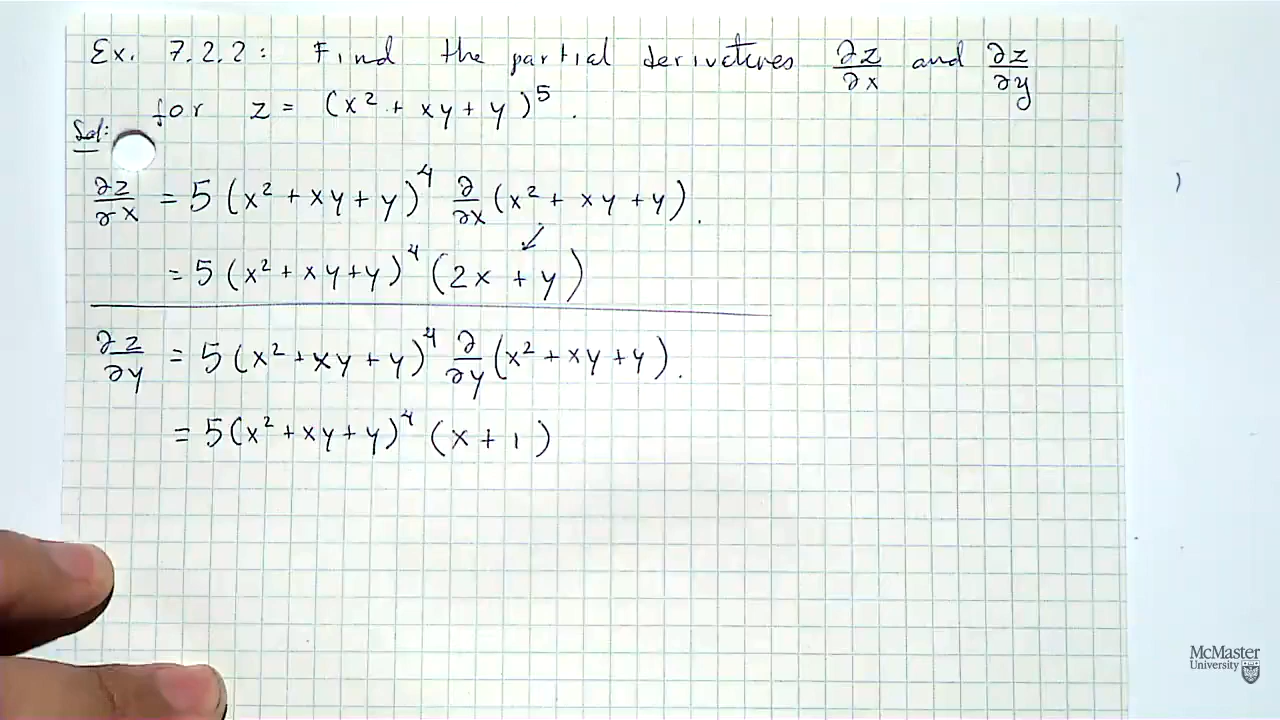 Ex. 7.2.2: Find the partial derivatives ∂z/∂x and ∂z/∂y
for z = (x² + xy + y)⁵.
Sol:
∂z/∂x = 5(x² + xy + y)⁴ ∂/∂x (x² + xy + y).
= 5(x² + xy + y)⁴ (2x + y)
∂z/∂y = 5(x² + xy + y)⁴ ∂/∂y (x² + xy + y).
= 5(x² + xy + y)⁴ (x + 1)
McMaster
University